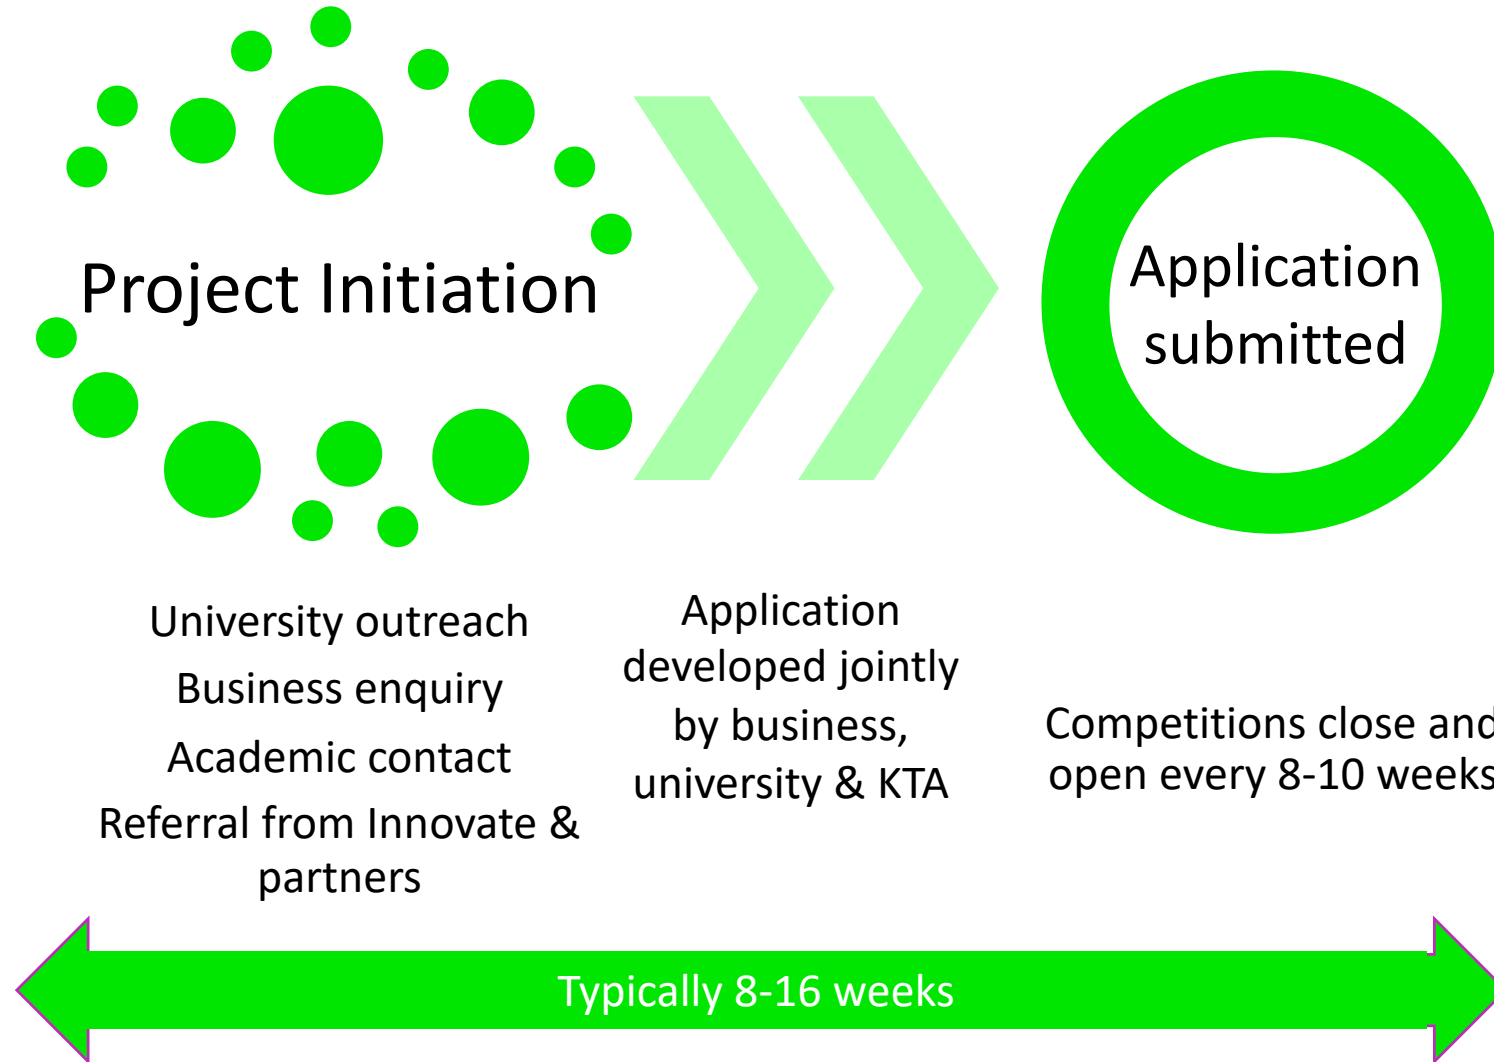 Project Initiation
Application
submitted
University outreach
Business enquiry
Academic contact
Referral from Innovate &
partners
Application
developed jointly
by business,
university & KTA
Competitions close and
open every 8-10 weeks
Typically 8-16 weeks